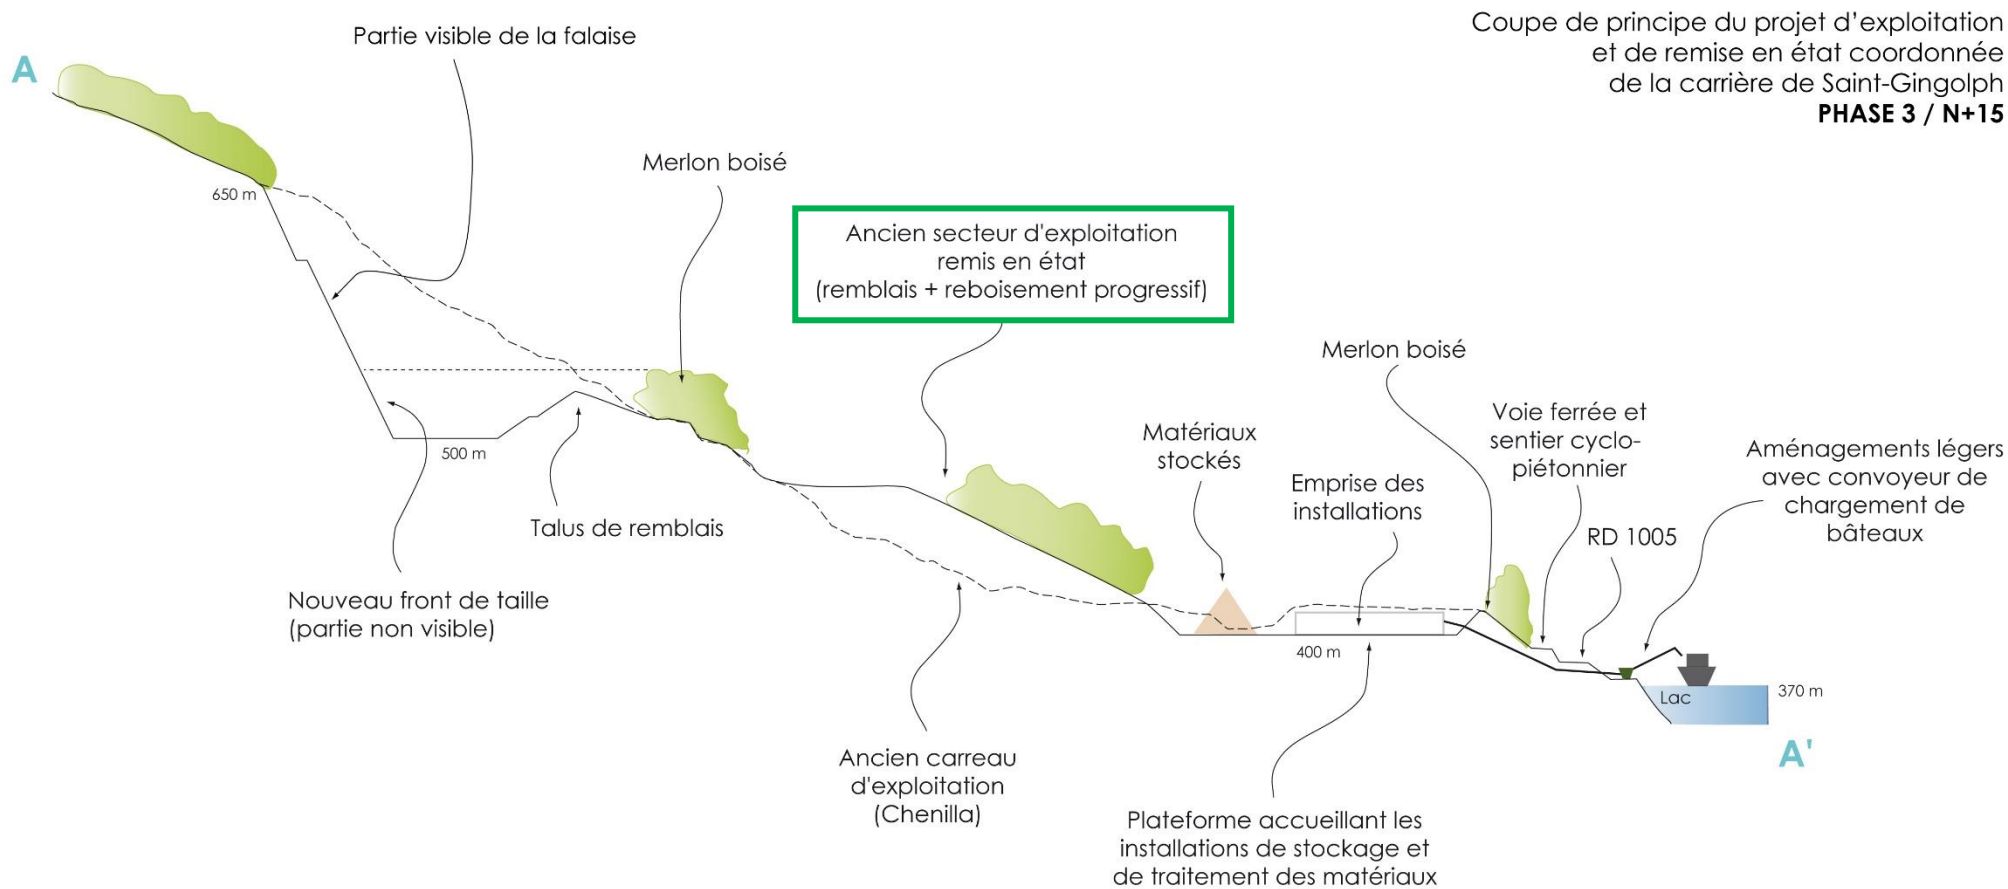 Coupe de principe du projet d'exploitation
et de remise en état coordonnée
de la carrière de Saint-Gingolph
PHASE 3 / N+15
A
Partie visible de la falaise
650 m
Merlon boisé
Ancien secteur d'exploitation
remis en état
(remblais + reboisement progressif)
Merlon boisé
500 m
Talus de remblais
Nouveau front de taille
(partie non visible)
Matériaux
stockés
Emprise des
installations
Voie ferrée et
sentier cyclo-
piétonnier
RD 1005
Aménagements légers
avec convoyeur de
chargement de
bâteaux
400 m
Lac
370 m
A'
Ancien carreau
d'exploitation
(Chenilla)
Plateforme accueillant les
installations de stockage et
de traitement des matériaux